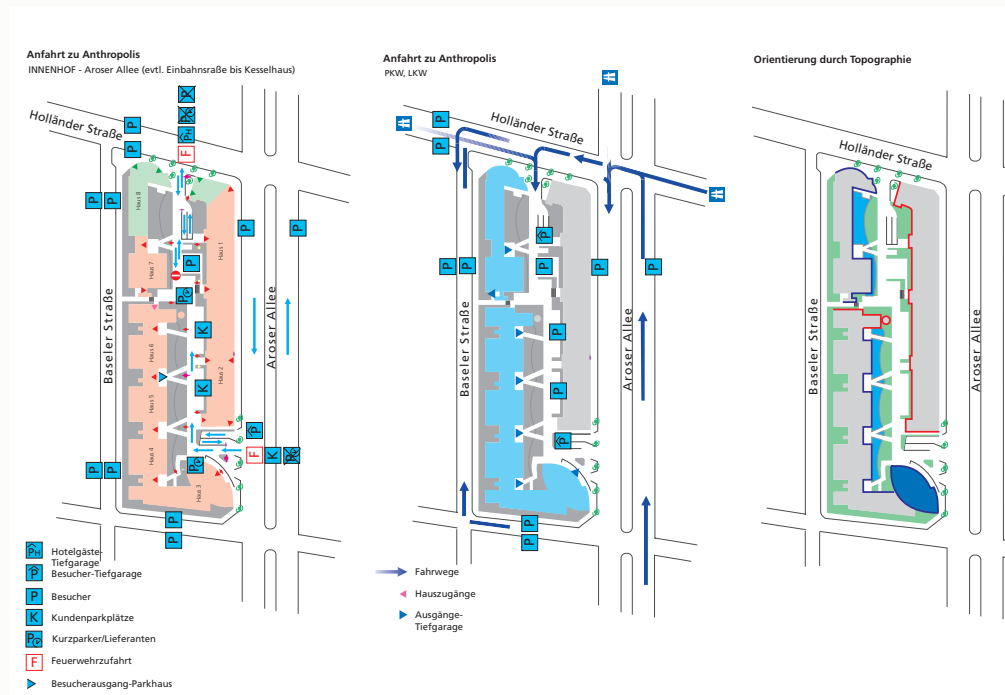 Anfahrt zu Anthropolis
INNENHOF - Aroser Allee (evtl. Einbahnsraße bis Kesselhaus)
P
P
PH
F
Holländer Straße
P
P
P
P
P
P
Haus 8
Haus 7
Haus 1
P
P
Haus 6
K
Haus 2
K
Haus 5
Haus 4
Haus 3
Baseler Straße
Aroser Allee
P
F
K
P
P
P
P
P
P
PH
Hotelgäste-
Tiefgarage
P
Besucher-Tiefgarage
P
Besucher
K
Kundenparkplätze
P
Kurzparker/Lieferanten
F
Feuerwehrzufahrt
Besucherausgang-Parkhaus
Anfahrt zu Anthropolis
PKW, LKW
Holländer Straße
P
P
P
P
P
P
P
P
P
P
P
Baseler Straße
Aroser Allee
P
P
Fahrwege
Hauszugänge
Ausgänge-
Tiefgarage
Orientierung durch Topographie
Holländer Straße
Baseler Straße
Aroser Allee